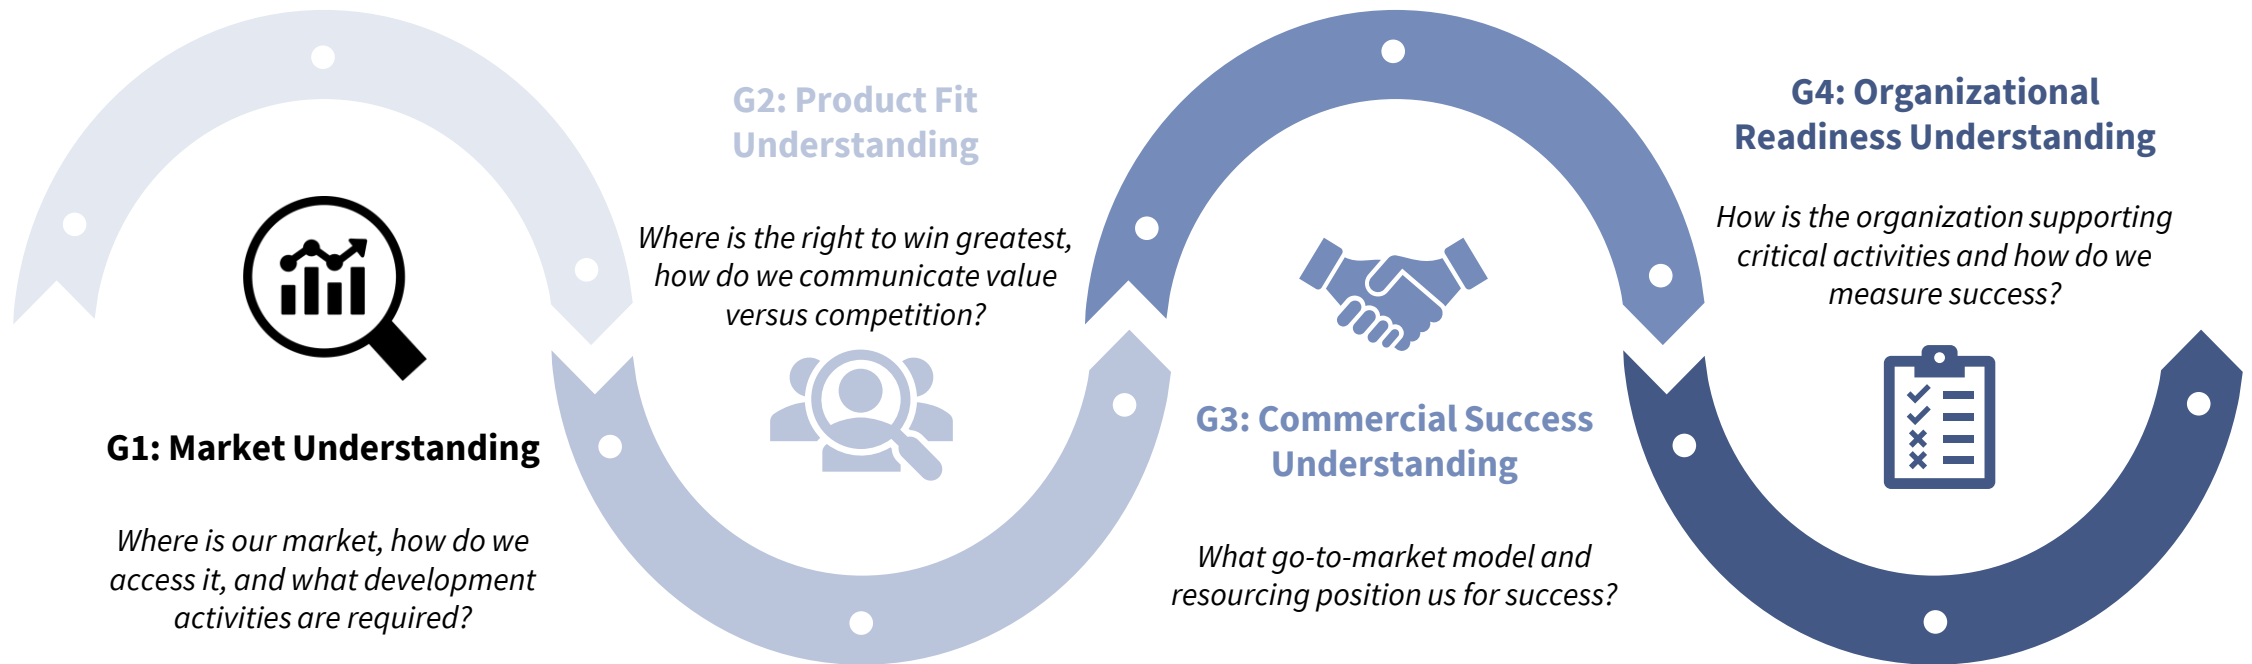 G1: Market Understanding
Where is our market, how do we
access it, and what development
activities are required?
G2: Product Fit
Understanding
Where is the right to win greatest,
how do we communicate value
versus competition?
G3: Commercial Success
Understanding
What go-to-market model and
resourcing position us for success?
G4: Organizational
Readiness Understanding
How is the organization supporting
critical activities and how do we
measure success?